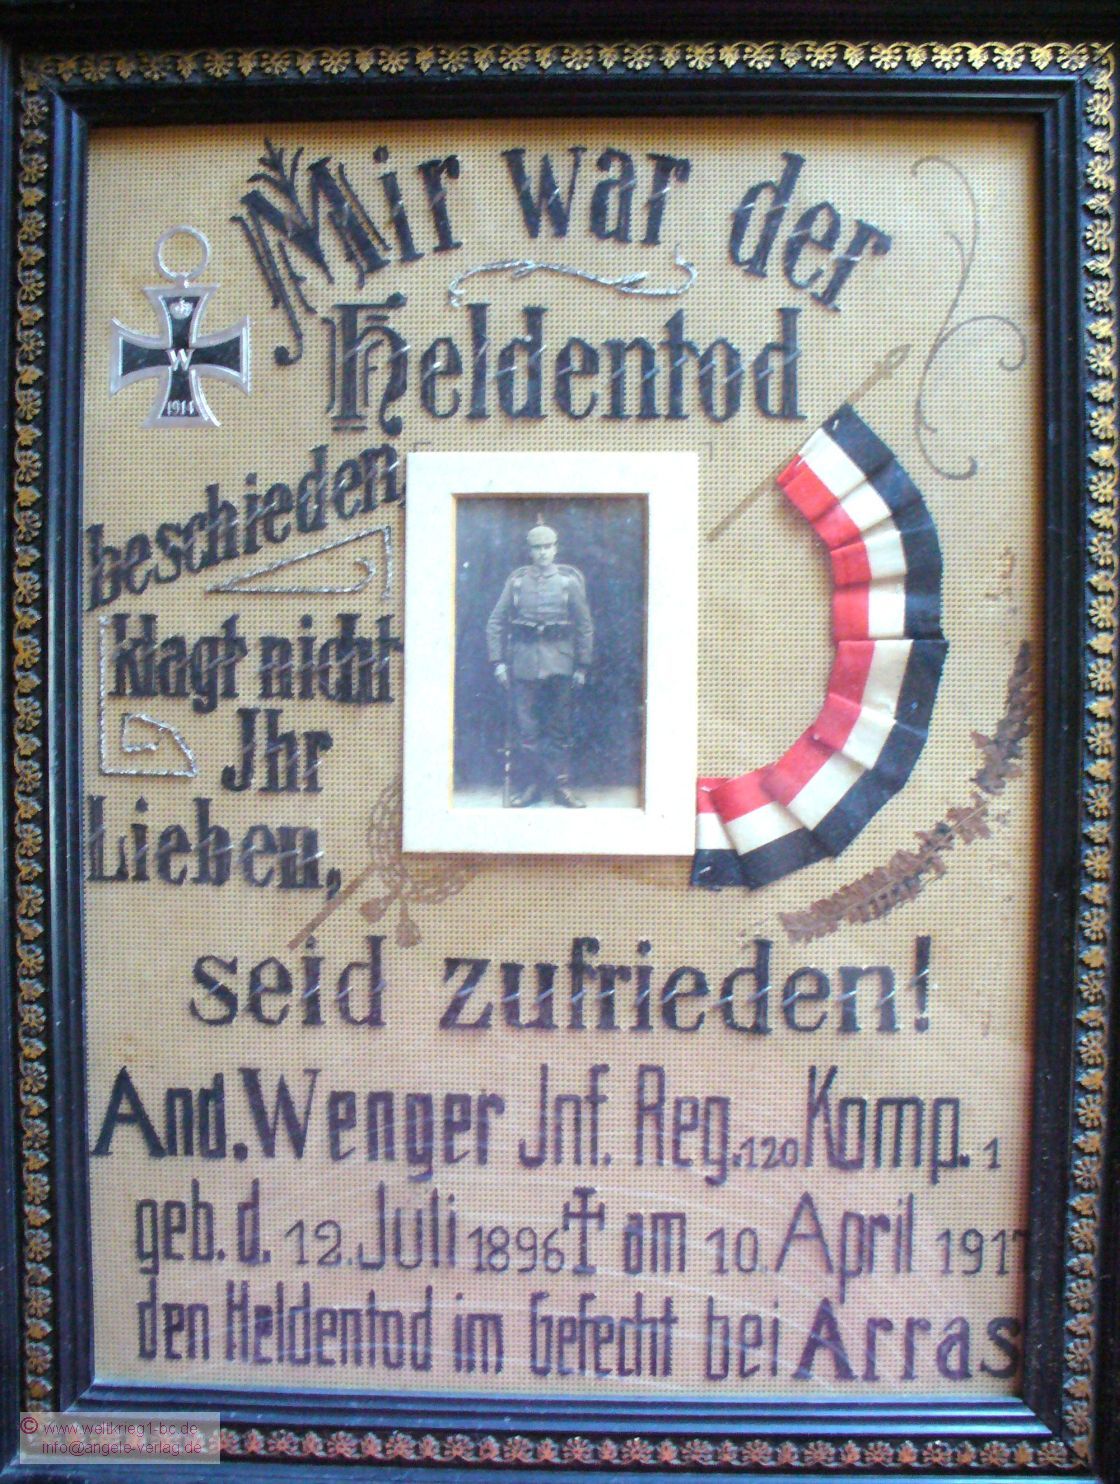 Mir war der
Heldentod
beschieden,
klagt nicht
Jhr
Lieben,
seid zufrieden!
And. Wenger Jnf. Reg. 120 Komp. 1
geb. d. 12. Juli 1896 † am 10. April 1917
den Heldentod im Gefecht bei Arras
W
1914
© www.weltkrieg1-bc.de
info@angele-verlag.de